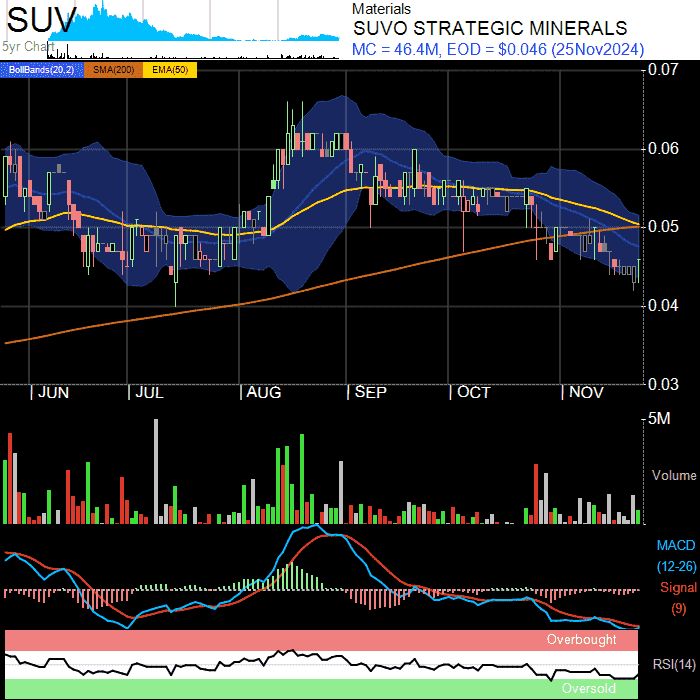 SUV
5yr Chart
Materials
SUVO STRATEGIC MINERALS
MC = 46.4M, EOD = $0.046 (25Nov2024)
BollBands(20,2) SMA(200) EMA(50)
0.07
0.06
0.05
0.04
0.03
JUN JUL AUG SEP OCT NOV
5M
Volume
MACD
(12-26)
Signal
(9)
Overbought
RSI(14)
Oversold